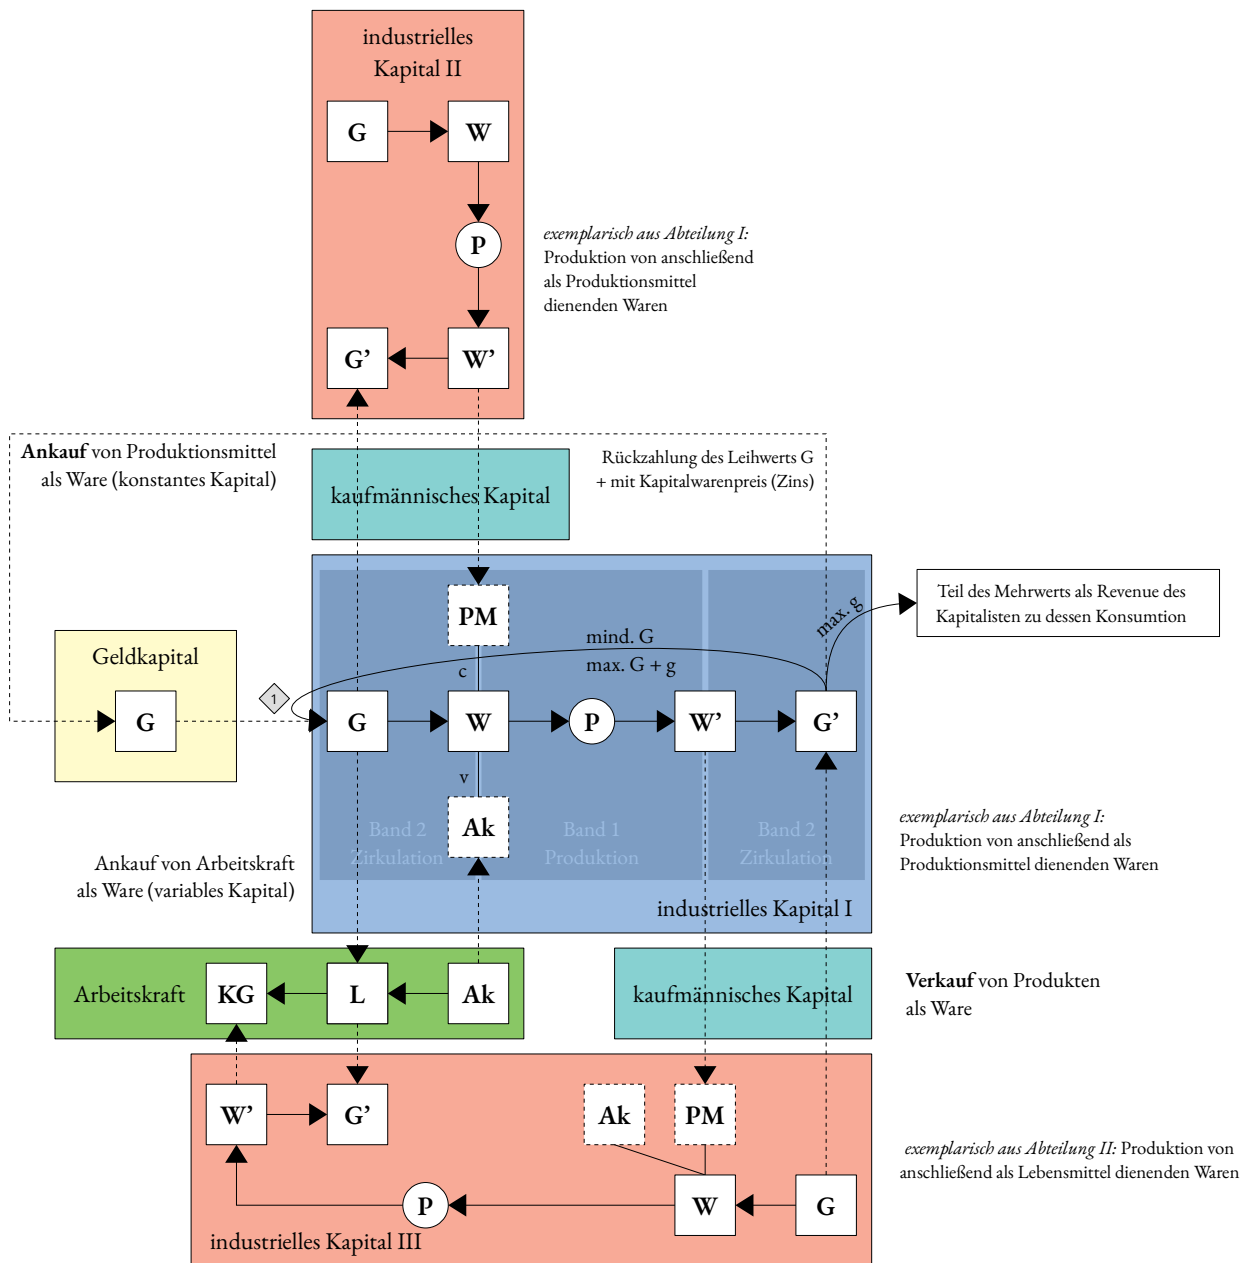 industrielles
Kapital II
G
W
P
exemplarisch aus Abteilung I:
Produktion von anschließend
als Produktionsmittel
dienenden Waren
G’
W’
Ankauf von Produktionsmittel
als Ware (konstantes Kapital)
Rückzahlung des Leihwerts G
+ mit Kapitalwarenpreis (Zins)
kaufmännisches Kapital
PM
Teil des Mehrwerts als Revenue des
Kapitalisten zu dessen Konsumtion
max. g
mind. G
max. G + g
Geldkapital
c
1
G
G
W
P
W’
G’
v
Ak
Band 2
Zirkulation
Band 1
Produktion
Band 2
Zirkulation
exemplarisch aus Abteilung I:
Produktion von anschließend als
Produktionsmittel dienenden Waren
Ankauf von Arbeitskraft
als Ware (variables Kapital)
industrielles Kapital I
Arbeitskraft
KG
L
Ak
kaufmännisches Kapital
Verkauf von Produkten
als Ware
W’
G’
Ak
PM
exemplarisch aus Abteilung II: Produktion von
anschließend als Lebensmittel dienenden Waren
P
W
G
industrielles Kapital III